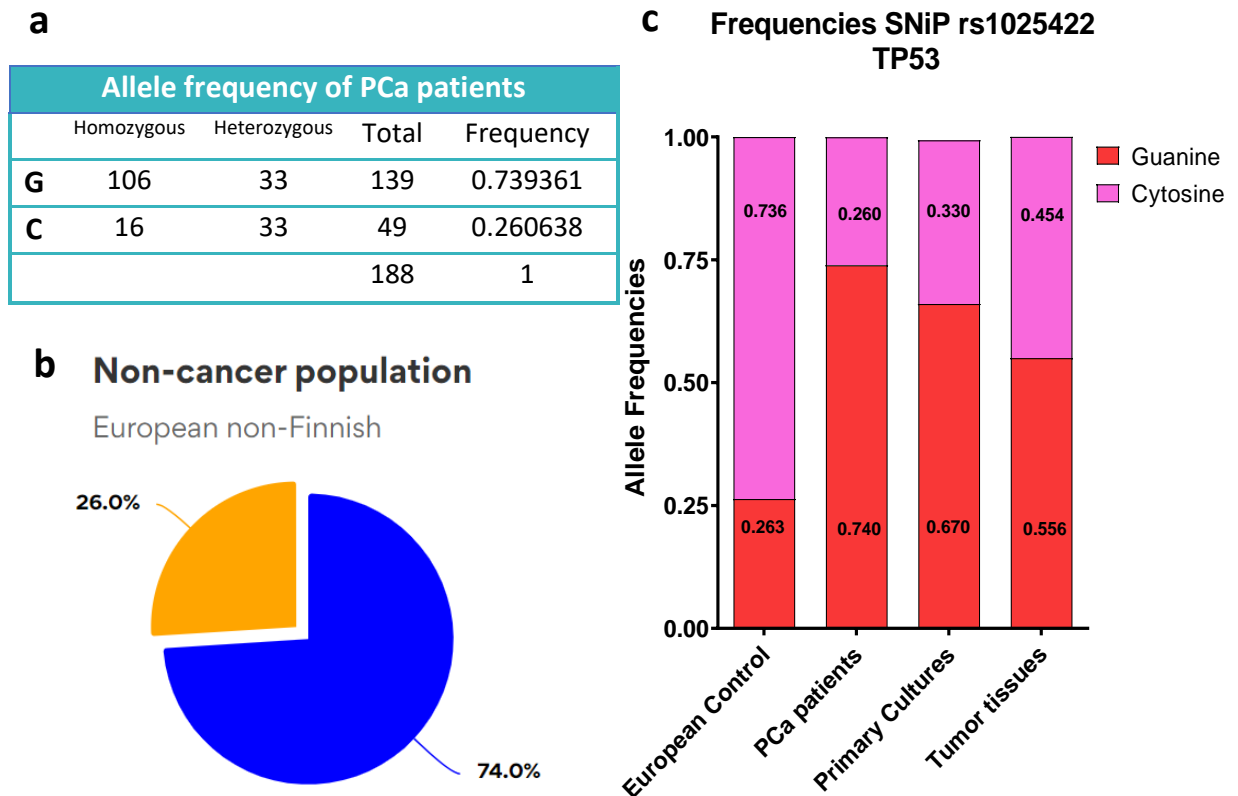 a
Allele frequency of PCa patients
Homozygous Heterozygous Total Frequency
G 106 33 139 0.739361
C 16 33 49 0.260638
188 1
b Non-cancer population
European non-Finnish
26.0%
74.0%
c Frequencies SNiP rs1025422
TP53
Guanine
Cytosine
Allele Frequencies
1.00
0.75
0.50
0.25
0.00
0.736 0.260 0.330 0.454
0.263 0.740 0.670 0.556
European Control
PCa patients
Primary Cultures
Tumor tissues